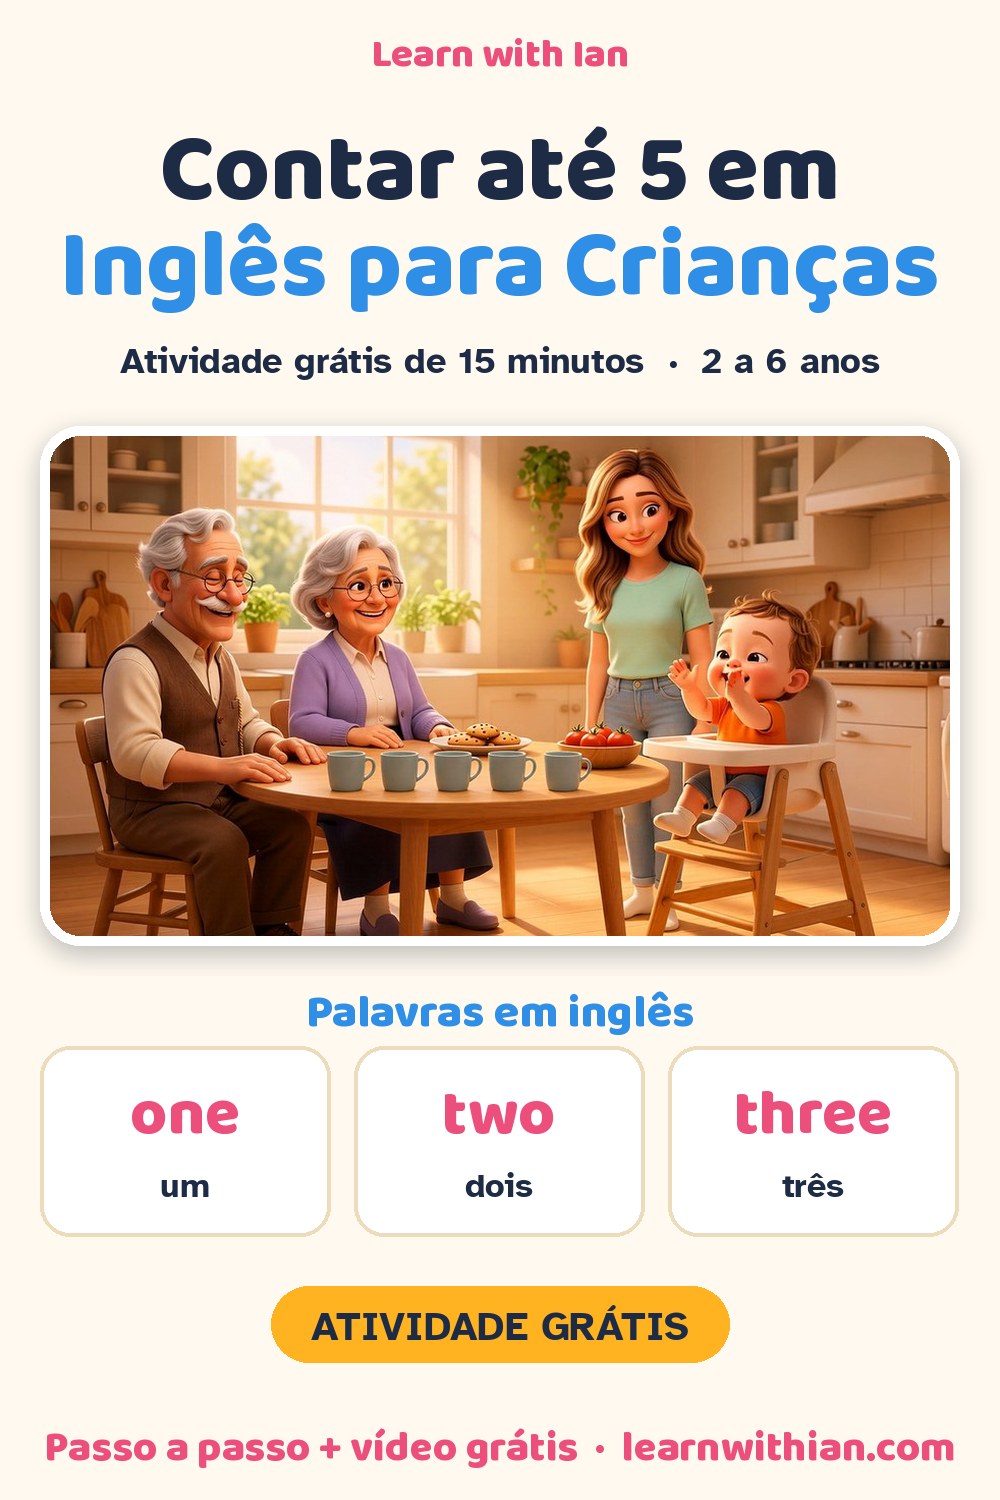 Learn with Ian
Contar até 5 em
Inglês para Crianças
Atividade grátis de 15 minutos · 2 a 6 anos
Palavras em inglês
one
um
two
dois
three
três
ATIVIDADE GRÁTIS
Passo a passo + vídeo grátis · learnwithian.com